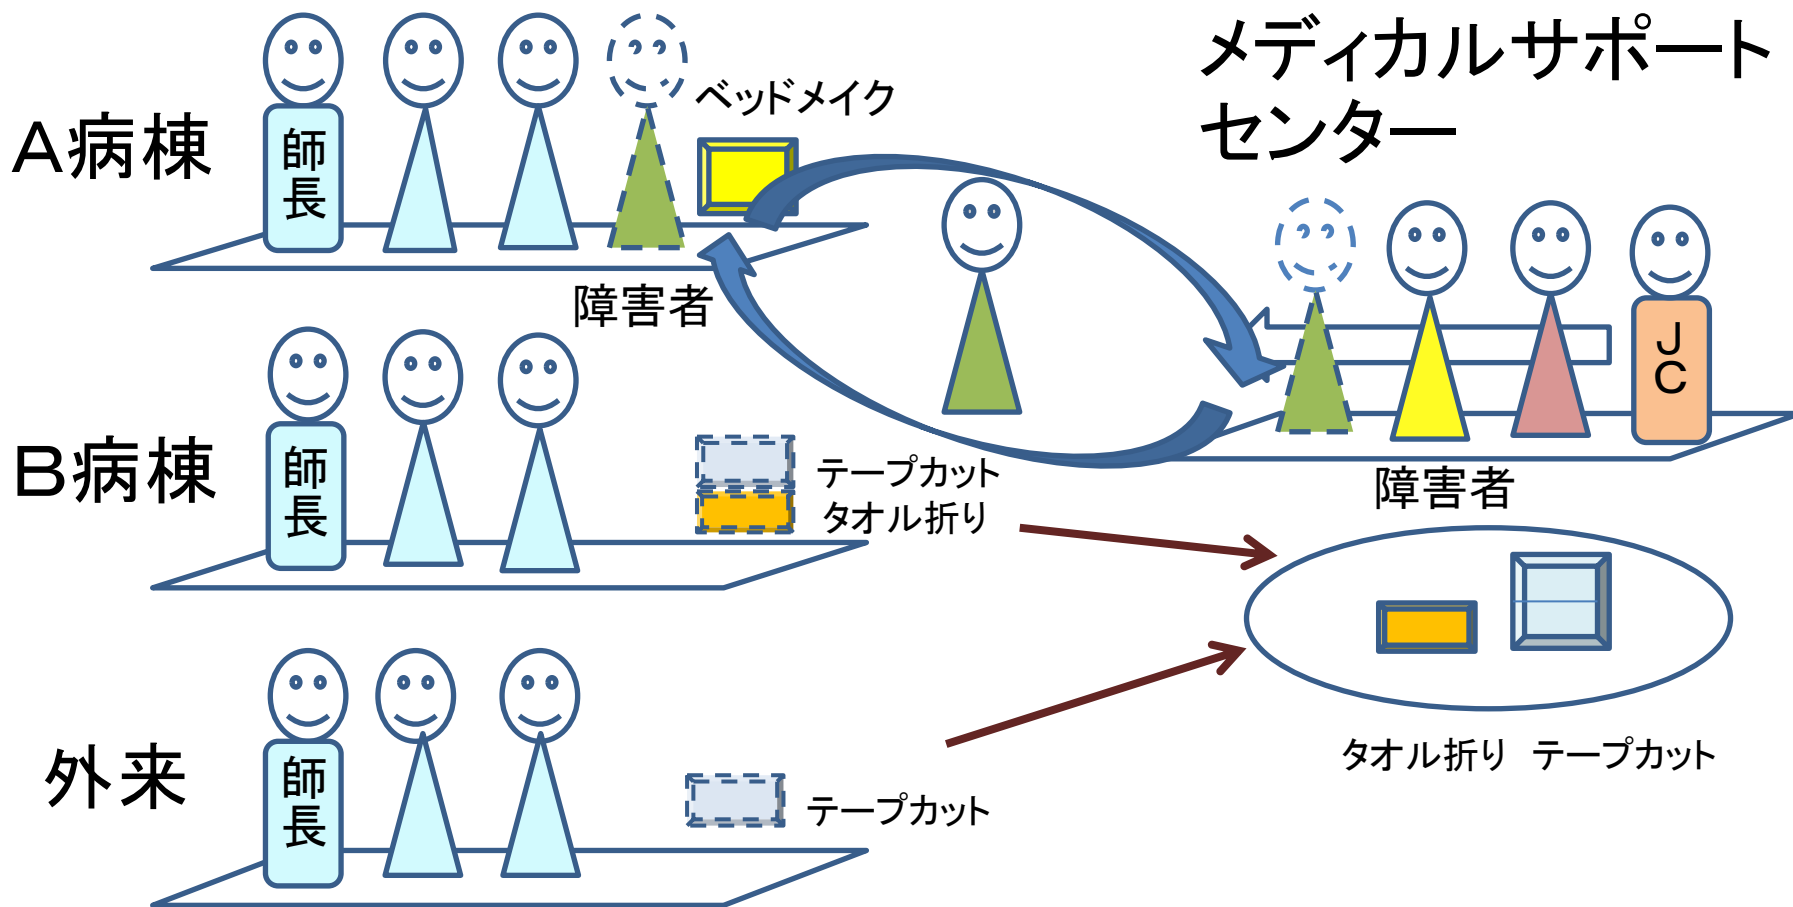 メディカルサポート
センター
A病棟
師長
ベッドメイク
障害者
JC
障害者
B病棟
師長
テープカット
タオル折り
タオル折り テープカット
外来
師長
テープカット